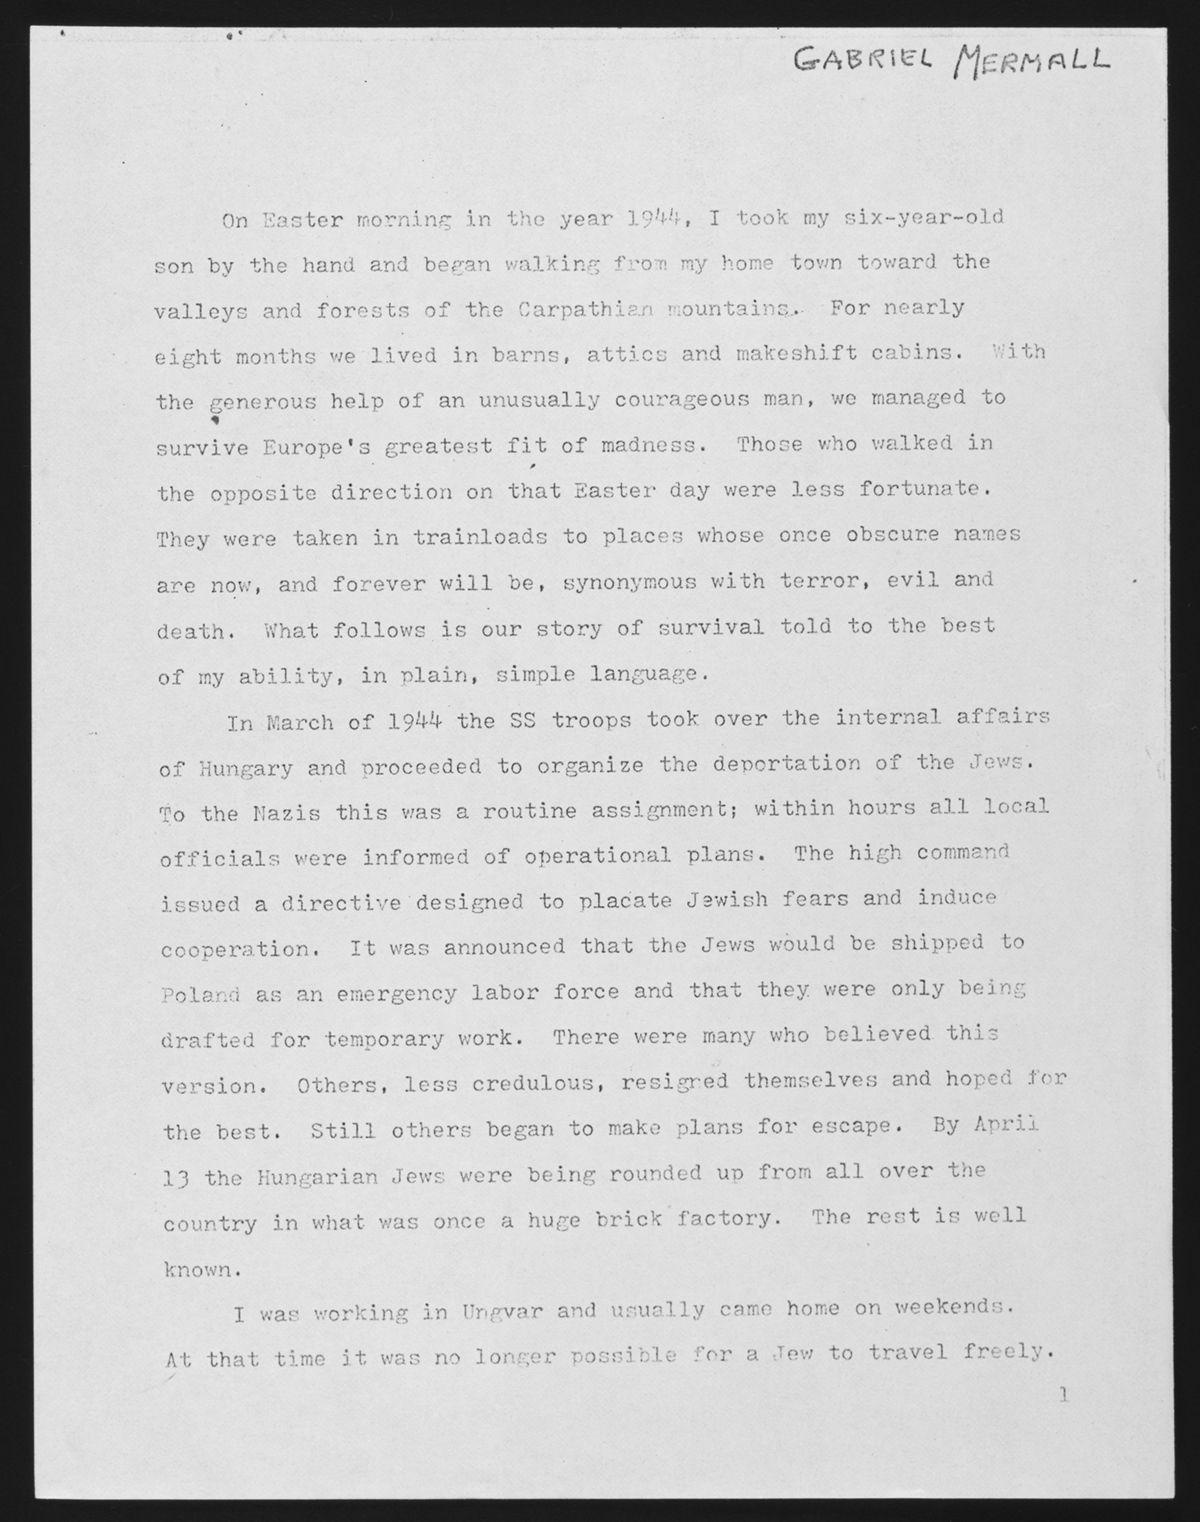 GABRIEL MERMALL
On Easter morning in the year 1944, I took my six-year-old
son by the hand and began walking from my home town toward the
valleys and forests of the Carpathian mountains. For nearly
eight months we lived in barns, attics and makeshift cabins. With
the generous help of an unusually courageous man, we managed to
survive Europe's greatest fit of madness. Those who walked in
the opposite direction on that Easter day were less fortunate.
They were taken in trainloads to places whose once obscure names
are now, and forever will be, synonymous with terror, evil and
death. What follows is our story of survival told to the best
of my ability, in plain, simple language.
In March of 1944 the SS troops took over the internal affairs
of Hungary and proceeded to organize the deportation of the Jews.
To the Nazis this was a routine assignment; within hours all local
officials were informed of operational plans. The high command
issued a directive designed to placate Jewish fears and induce
cooperation. It was announced that the Jews would be shipped to
Poland as an emergency labor force and that they were only being
drafted for temporary work. There were many who believed this
version. Others, less credulous, resigned themselves and hoped for
the best. Still others began to make plans for escape. By April
13 the Hungarian Jews were being rounded up from all over the
country in what was once a huge brick factory. The rest is well
known.
I was working in Ungvar and usually came home on weekends.
At that time it was no longer possible for a Jew to travel freely.
1